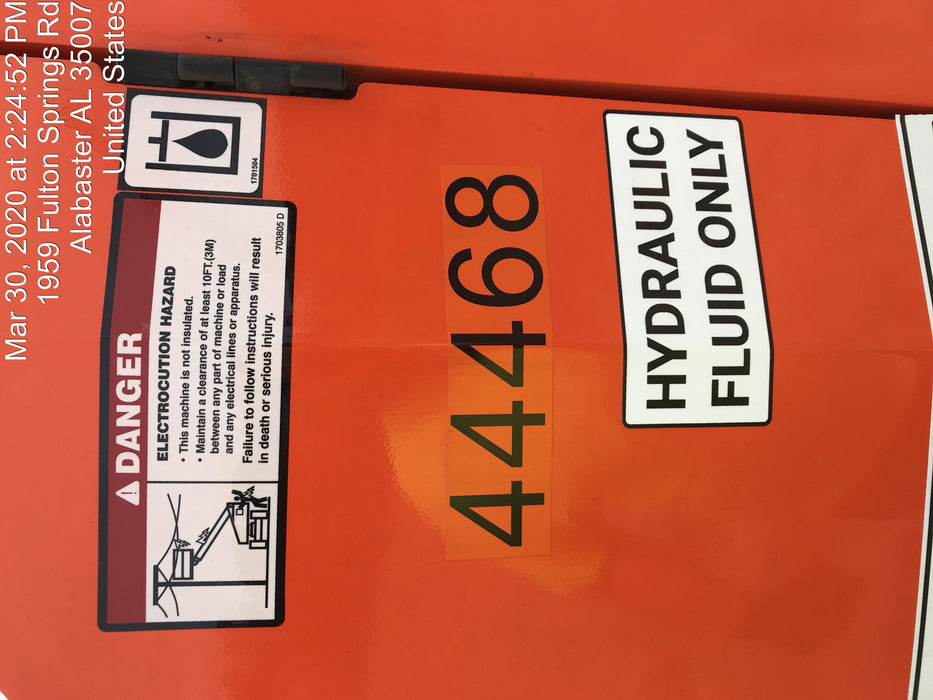 Mar 30, 2020 at 2:24:52 PM
1959 Fulton Springs Rd
Alabaster AL 35007
United States
1701504
DANGER
ELECTROCUTION HAZARD
• This machine is not insulated.
• Maintain a clearance of at least 10FT.(3M)
between any part of machine or load
and any electrical lines or apparatus.
Failure to follow instructions will result
in death or serious injury.
1703805 D
44468
HYDRAULIC
FLUID ONLY